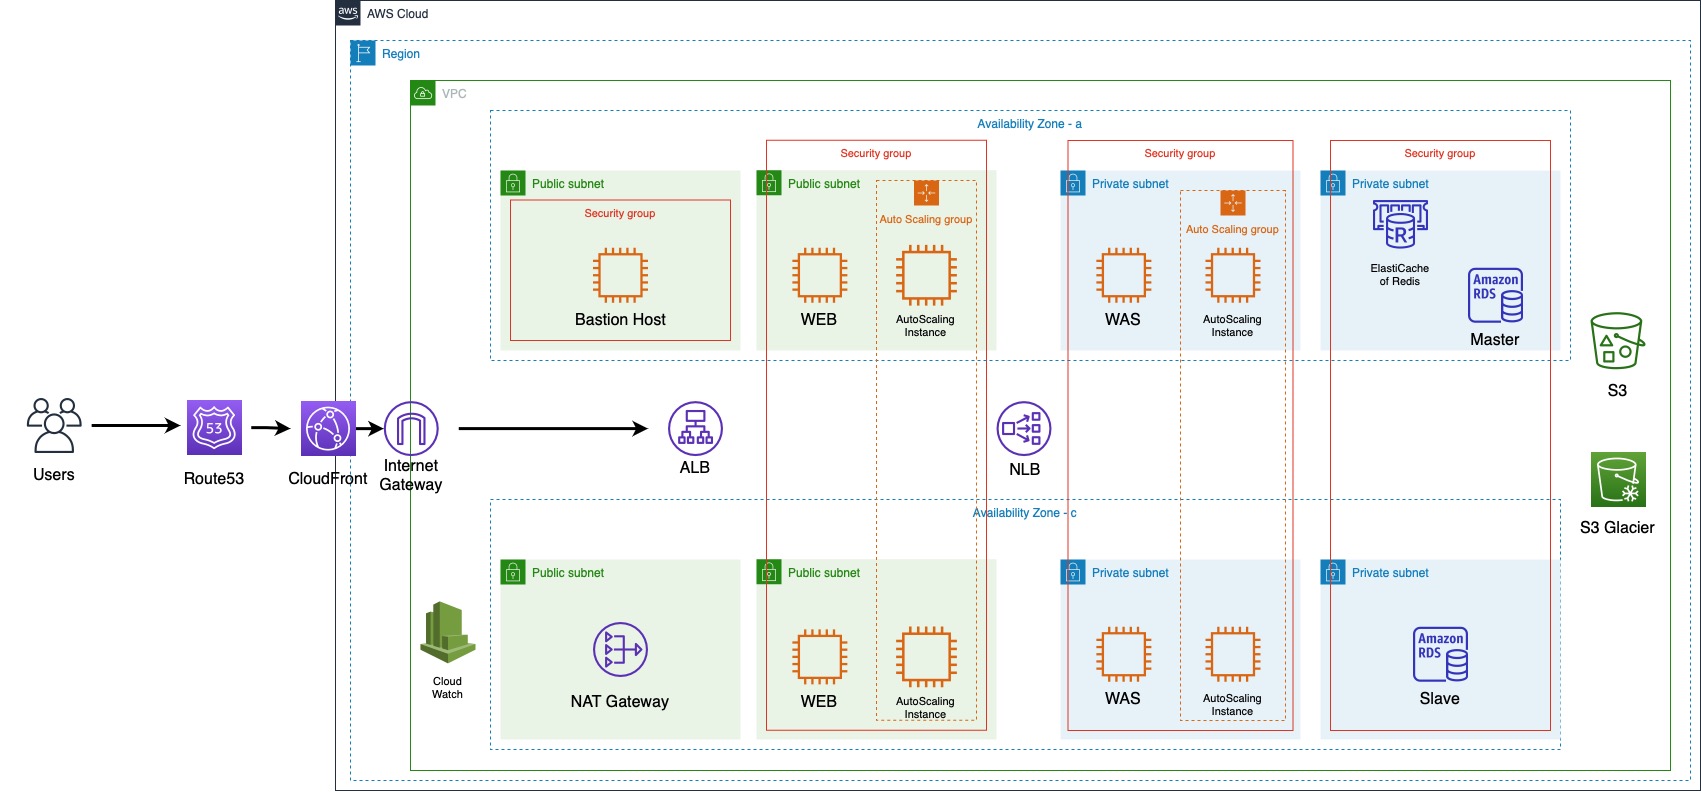 aws
AWS Cloud
Region
VPC
Availability Zone - a
Security group
Security group
Security group
Public subnet
Public subnet
Private subnet
Private subnet
Security group
Auto Scaling group
Auto Scaling group
R
ElastiCache
of Redis
Amazon
RDS
Bastion Host
WEB
AutoScaling
Instance
WAS
AutoScaling
Instance
Master
S3
53
Users
Route53
CloudFront
Internet
Gateway
ALB
NLB
S3 Glacier
Availability Zone - c
Public subnet
Public subnet
Private subnet
Private subnet
Amazon
RDS
Cloud
Watch
NAT Gateway
WEB
AutoScaling
Instance
WAS
AutoScaling
Instance
Slave